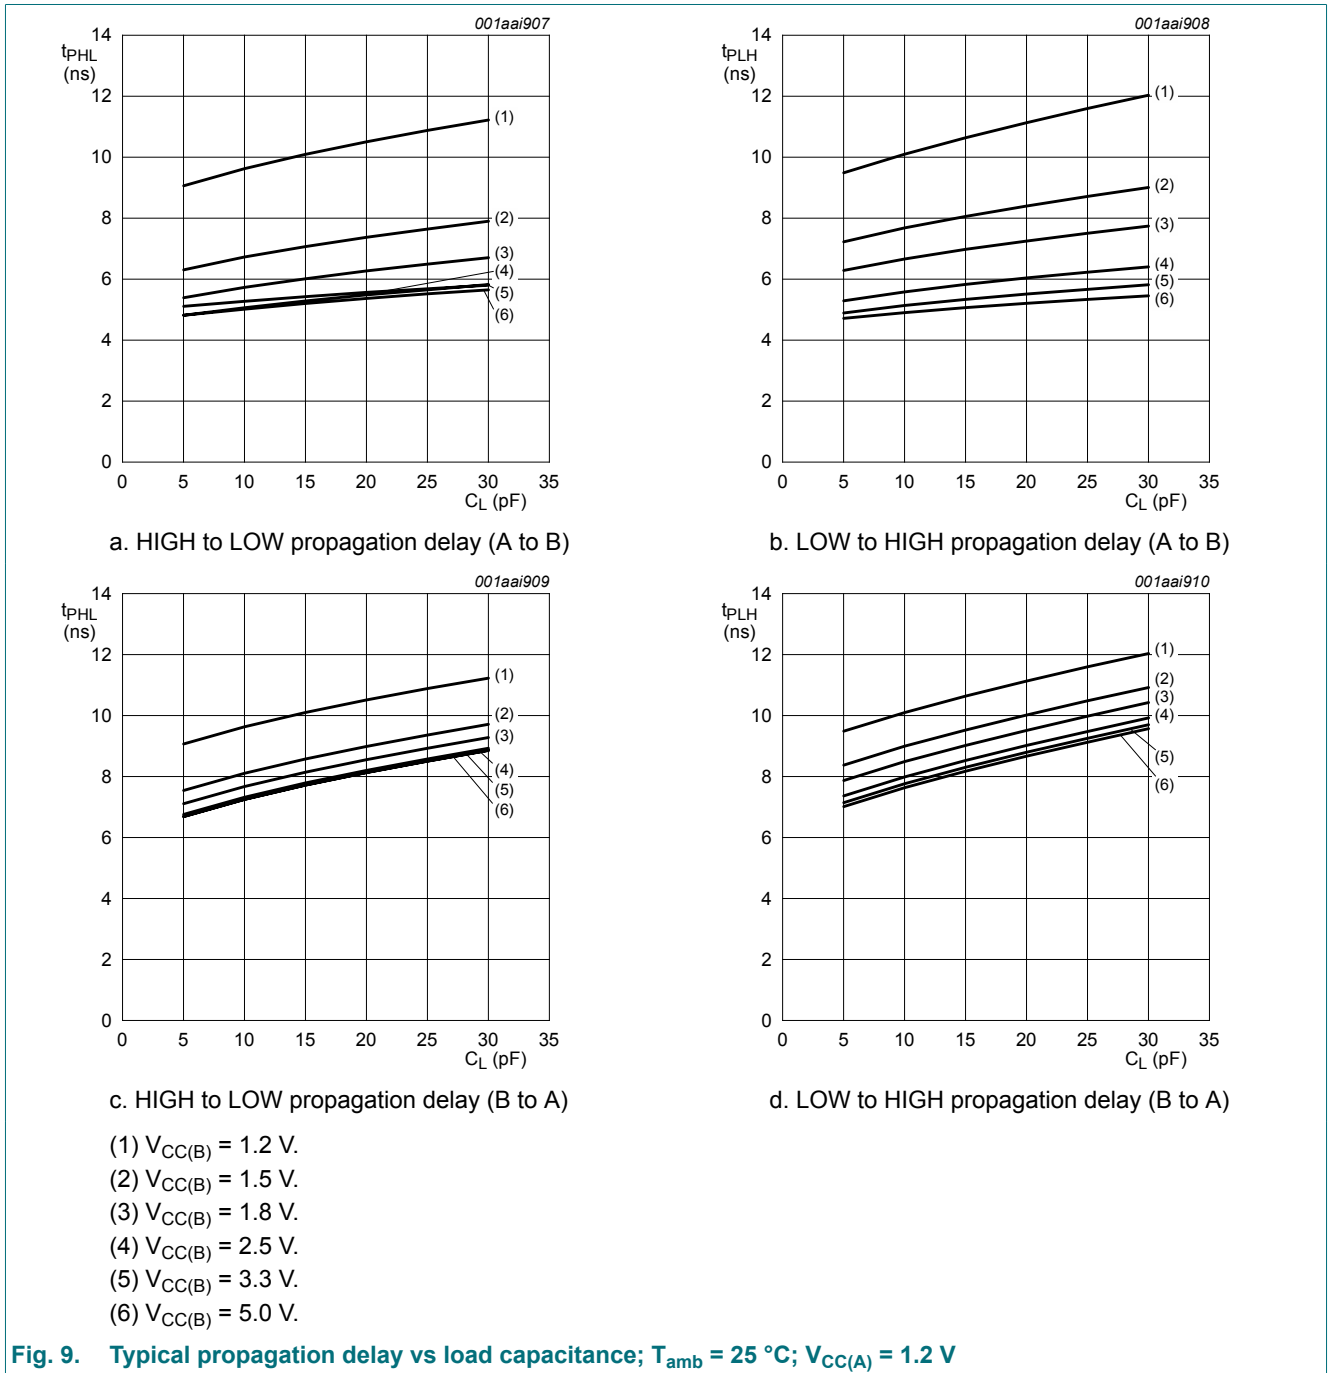 001aai907
14
tPHL
(ns)
12
10
8
6
4
2
0
0 5 10 15 20 25 30 35
CL (pF)
(1)
(2)
(3)
(4)
(5)
(6)
a. HIGH to LOW propagation delay (A to B)
001aai908
14
tPLH
(ns)
12
10
8
6
4
2
0
0 5 10 15 20 25 30 35
CL (pF)
(1)
(2)
(3)
(4)
(5)
(6)
b. LOW to HIGH propagation delay (A to B)
001aai909
14
tPHL
(ns)
12
10
8
6
4
2
0
0 5 10 15 20 25 30 35
CL (pF)
(1)
(2)
(3)
(4)
(5)
(6)
c. HIGH to LOW propagation delay (B to A)
001aai910
14
tPLH
(ns)
12
10
8
6
4
2
0
0 5 10 15 20 25 30 35
CL (pF)
(1)
(2)
(3)
(4)
(5)
(6)
d. LOW to HIGH propagation delay (B to A)
(1) VCC(B) = 1.2 V.
(2) VCC(B) = 1.5 V.
(3) VCC(B) = 1.8 V.
(4) VCC(B) = 2.5 V.
(5) VCC(B) = 3.3 V.
(6) VCC(B) = 5.0 V.
Fig. 9. Typical propagation delay vs load capacitance; Tamb = 25 °C; VCC(A) = 1.2 V